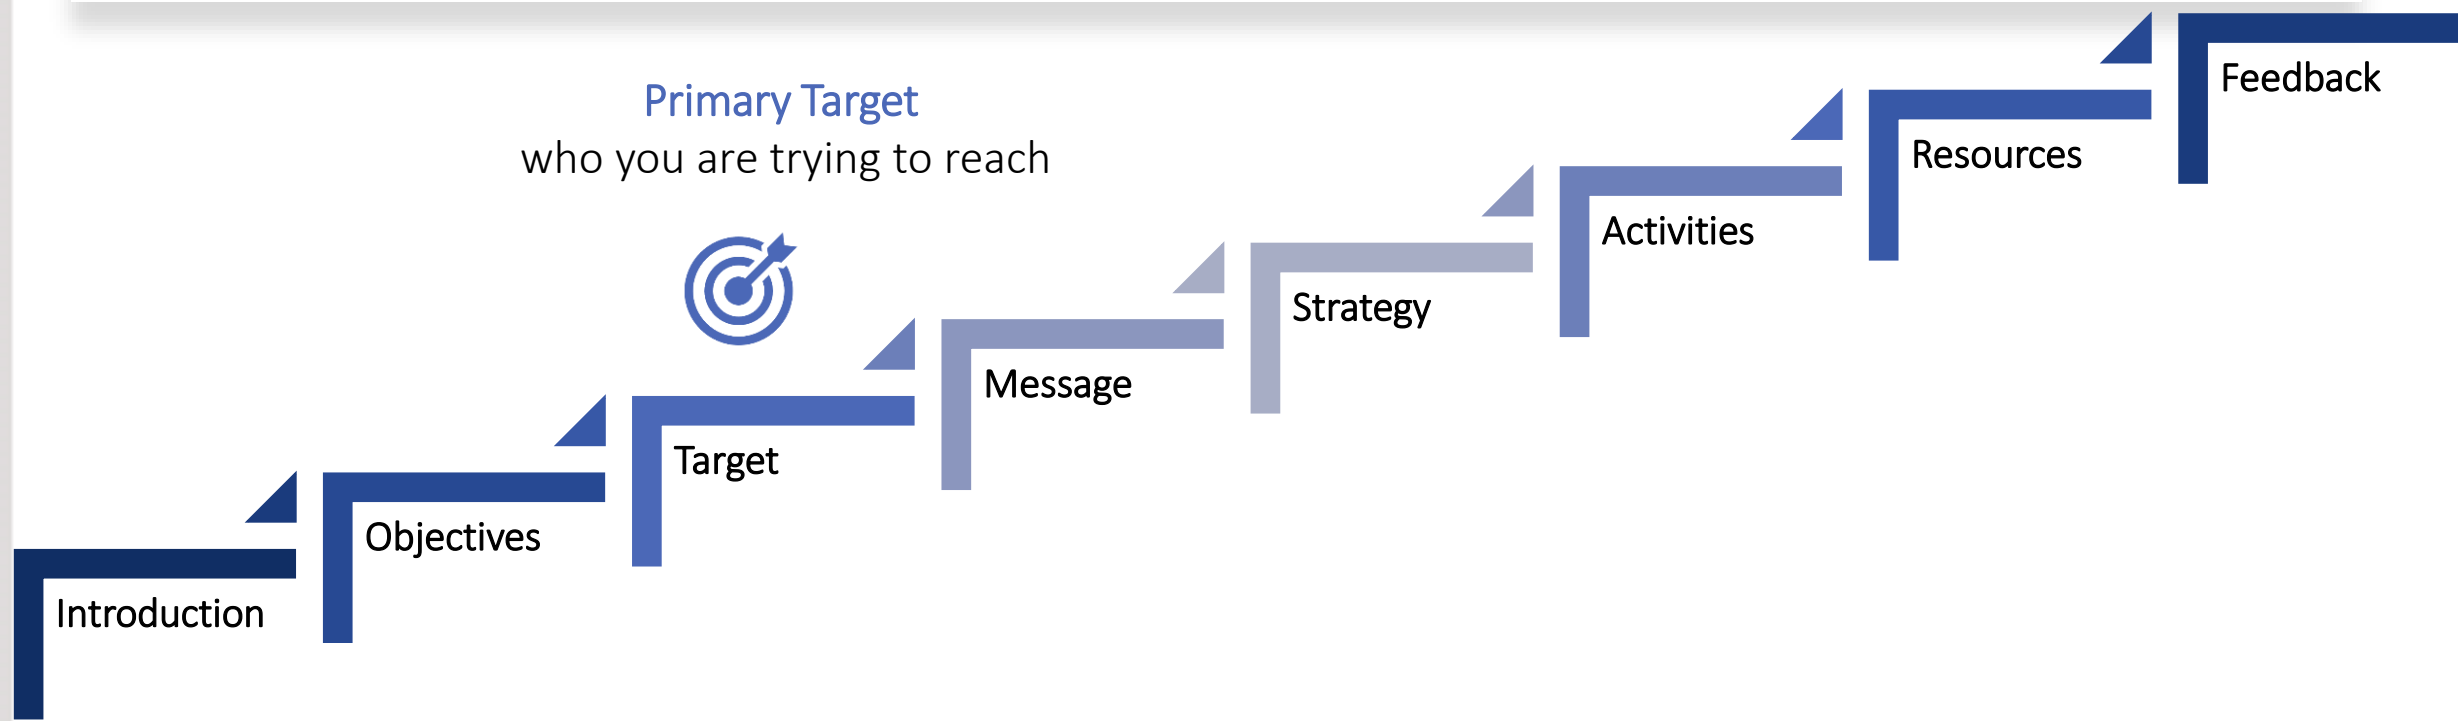 Primary Target
who you are trying to reach
Introduction
Objectives
Target
Message
Strategy
Activities
Resources
Feedback